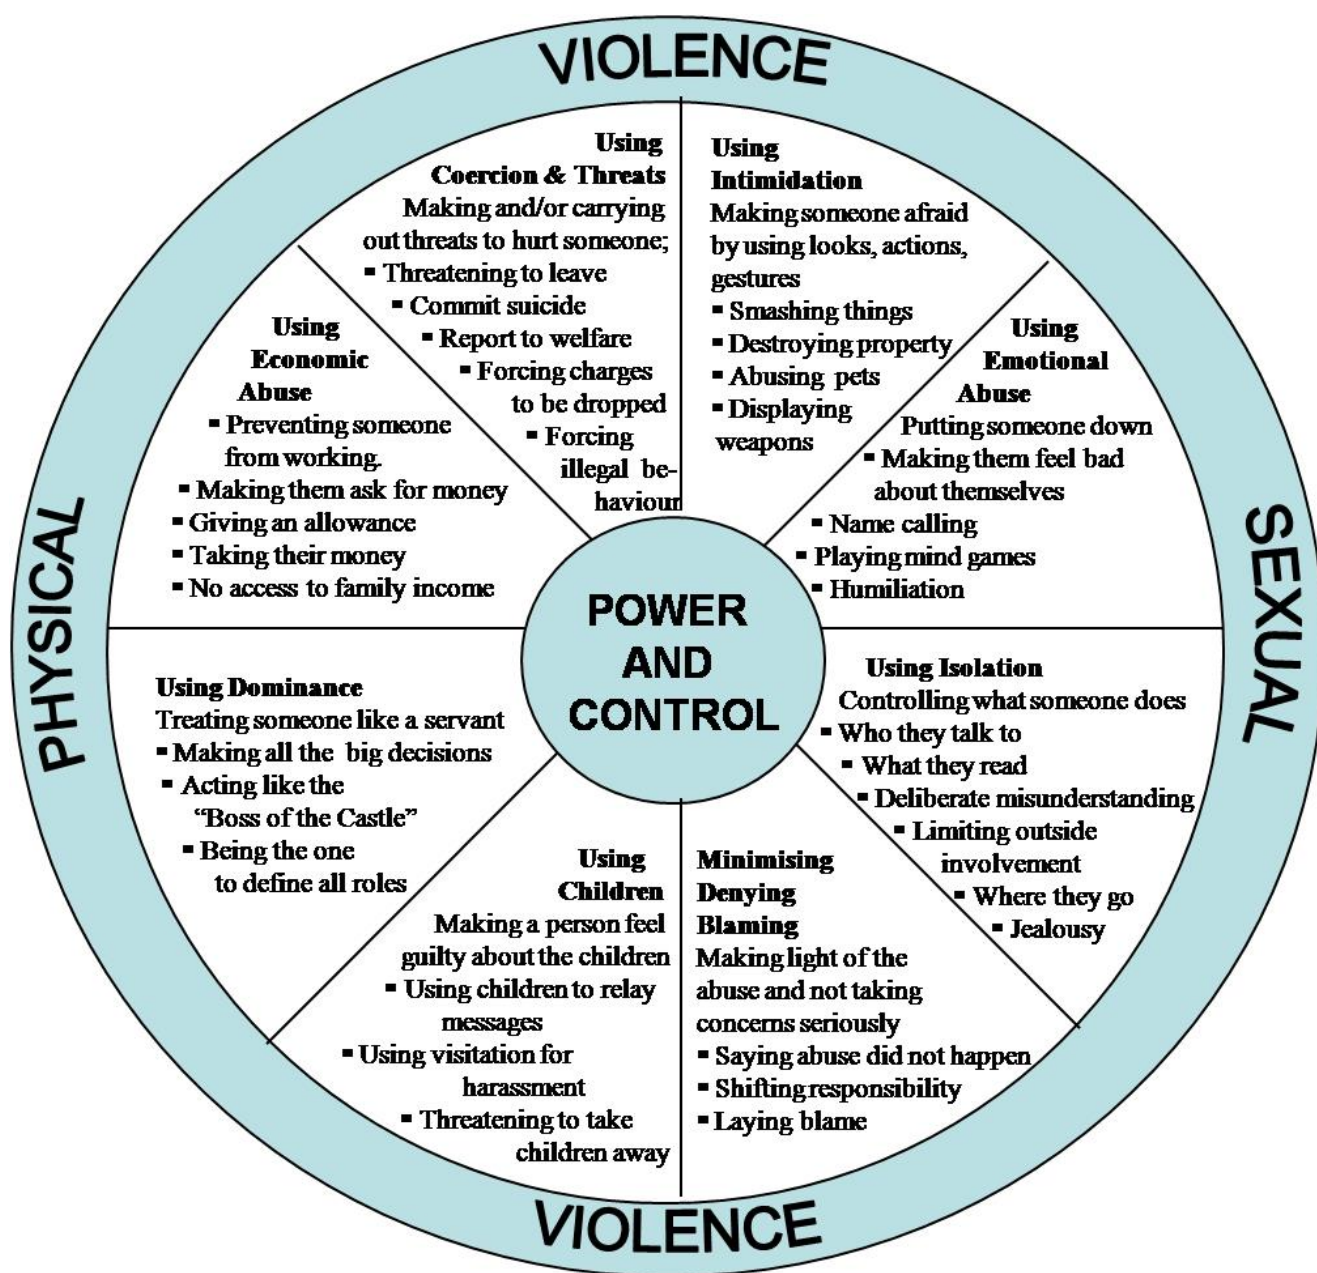 VIOLENCE
Using
Coercion & Threats
Making and/or carrying
out threats to hurt someone;
▪ Threatening to leave
▪ Commit suicide
▪ Report to welfare
▪ Forcing charges
to be dropped
▪ Forcing
illegal be-
haviour
Using
Intimidation
Making someone afraid
by using looks, actions,
gestures
▪ Smashing things
▪ Destroying property
▪ Abusing pets
▪ Displaying
weapons
Using
Emotional
Abuse
Putting someone down
▪ Making them feel bad
about themselves
▪ Name calling
▪ Playing mind games
▪ Humiliation
SEXUAL
Using Isolation
Controlling what someone does
▪ Who they talk to
▪ What they read
▪ Deliberate misunderstanding
▪ Limiting outside
involvement
▪ Where they go
▪ Jealousy
Minimising
Denying
Blaming
Making light of the
abuse and not taking
concerns seriously
▪ Saying abuse did not happen
▪ Shifting responsibility
▪ Laying blame
VIOLENCE
Using
Children
Making a person feel
guilty about the children
▪ Using children to relay
messages
▪ Using visitation for
harassment
▪ Threatening to take
children away
Using Dominance
Treating someone like a servant
▪ Making all the big decisions
▪ Acting like the
“Boss of the Castle”
▪ Being the one
to define all roles
PHYSICAL
Using
Economic
Abuse
▪ Preventing someone
from working.
▪ Making them ask for money
▪ Giving an allowance
▪ Taking their money
▪ No access to family income
POWER
AND
CONTROL